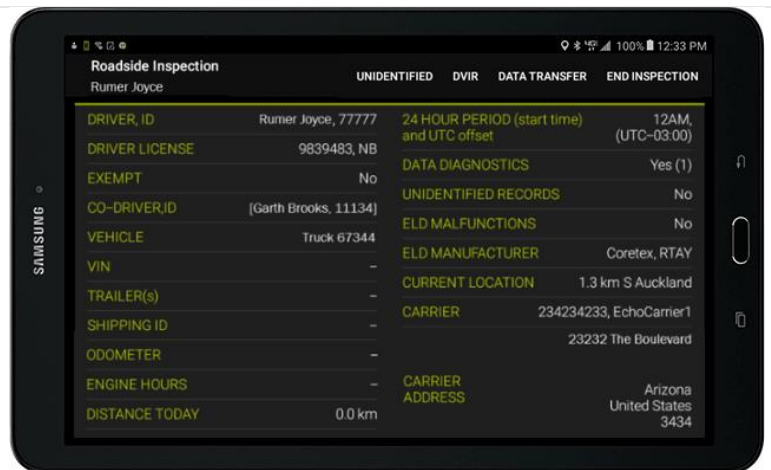 4G 100% 12:33 PM
Roadside Inspection
Rumer Joyce
UNIDENTIFIED DVIR DATA TRANSFER END INSPECTION
DRIVER, ID Rumer Joyce, 77777
DRIVER LICENSE 9839483, NB
EXEMPT No
CO-DRIVER,ID [Garth Brooks, 11134]
VEHICLE Truck 67344
VIN –
TRAILER(s) –
SHIPPING ID –
ODOMETER –
ENGINE HOURS –
DISTANCE TODAY 0.0 km
24 HOUR PERIOD (start time)
and UTC offset
12AM,
(UTC–03:00)
DATA DIAGNOSTICS Yes (1)
UNIDENTIFIED RECORDS No
ELD MALFUNCTIONS No
ELD MANUFACTURER Coretex, RTAY
CURRENT LOCATION 1.3 km S Auckland
CARRIER 234234233, EchoCarrier1
23232 The Boulevard
CARRIER
ADDRESS
Arizona
United States
3434
SAMSUNG